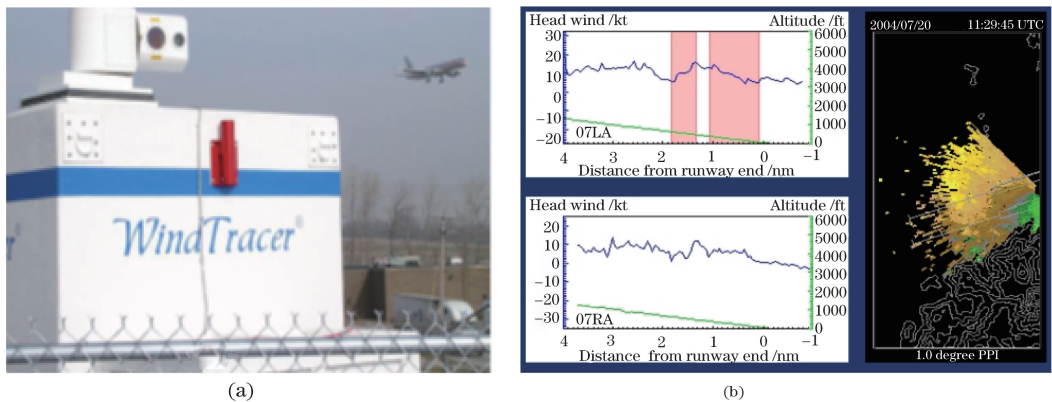 WindTracer®
(a)
Head wind /kt Altitude /ft
30
20
10
0
−10
−20
6000
5000
4000
3000
2000
1000
0
07LA
4 3 2 1 0 −1
Distance from runway end /nm
Head wind /kt Altitude /ft
20
10
0
−10
−20
−30
6000
5000
4000
3000
2000
1000
0
07RA
4 3 2 1 0 −1
Distance from runway end /nm
2004/07/20 11:29:45 UTC
1.0 degree PPI
(b)